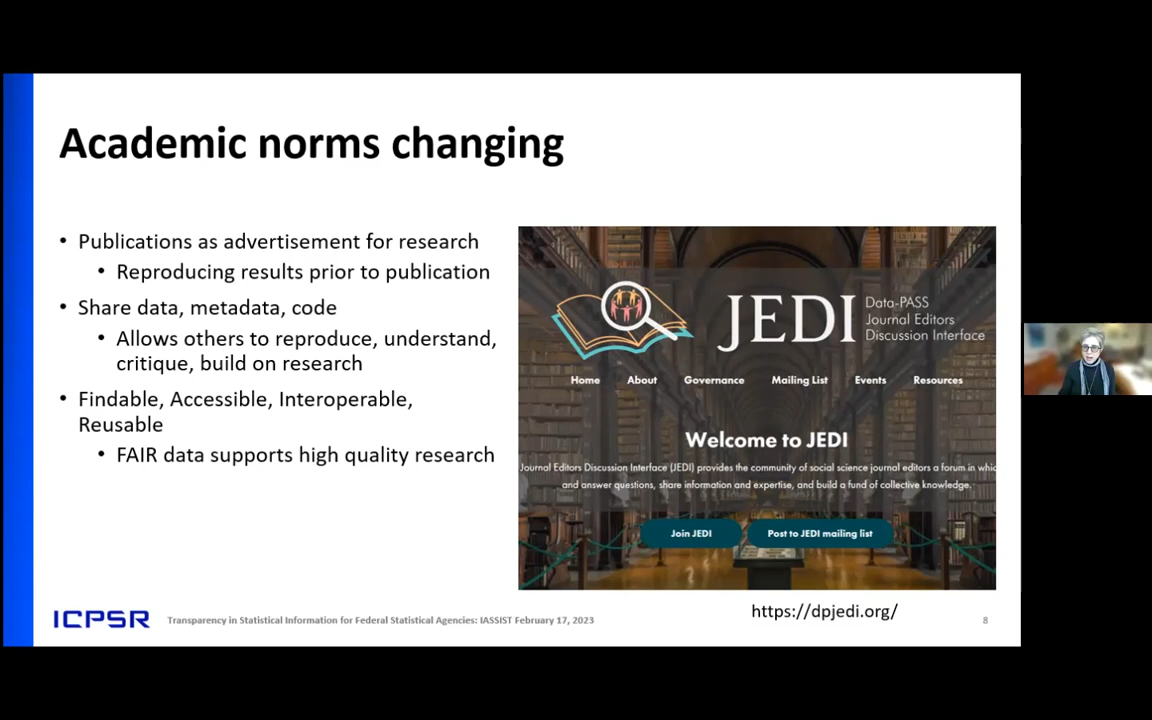 Academic norms changing
• Publications as advertisement for research
• Reproducing results prior to publication
• Share data, metadata, code
• Allows others to reproduce, understand,
critique, build on research
• Findable, Accessible, Interoperable,
Reusable
• FAIR data supports high quality research
JEDI
Data-PASS
Journal Editors
Discussion Interface
Home About Governance Mailing List Events Resources
Welcome to JEDI
Journal Editors Discussion Interface (JEDI) provides the community of social science journal editors a forum in whic
and answer questions, share information and expertise, and build a fund of collective knowledge.
Join JEDI Post to JEDI mailing list
https://dpjedi.org/
ICPSR Transparency in Statistical Information for Federal Statistical Agencies: IASSIST February 17, 2023 8